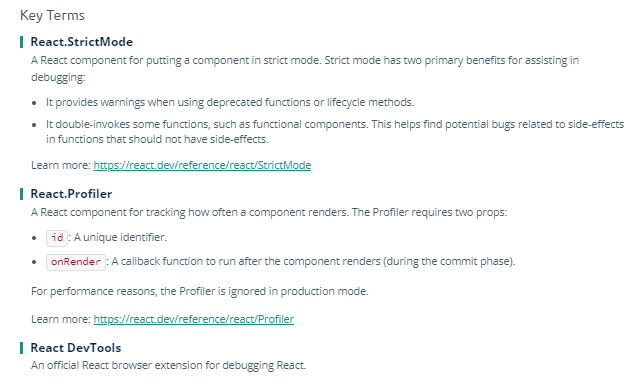 Key Terms
React.StrictMode
A React component for putting a component in strict mode. Strict mode has two primary benefits for assisting in
debugging:
• It provides warnings when using deprecated functions or lifecycle methods.
• It double-invokes some functions, such as functional components. This helps find potential bugs related to side-effects
in functions that should not have side-effects.
Learn more: https://react.dev/reference/react/StrictMode
React.Profiler
A React component for tracking how often a component renders. The Profiler requires two props:
• id : A unique identifier.
• onRender : A callback function to run after the component renders (during the commit phase).
For performance reasons, the Profiler is ignored in production mode.
Learn more: https://react.dev/reference/react/Profiler
React DevTools
An official React browser extension for debugging React.